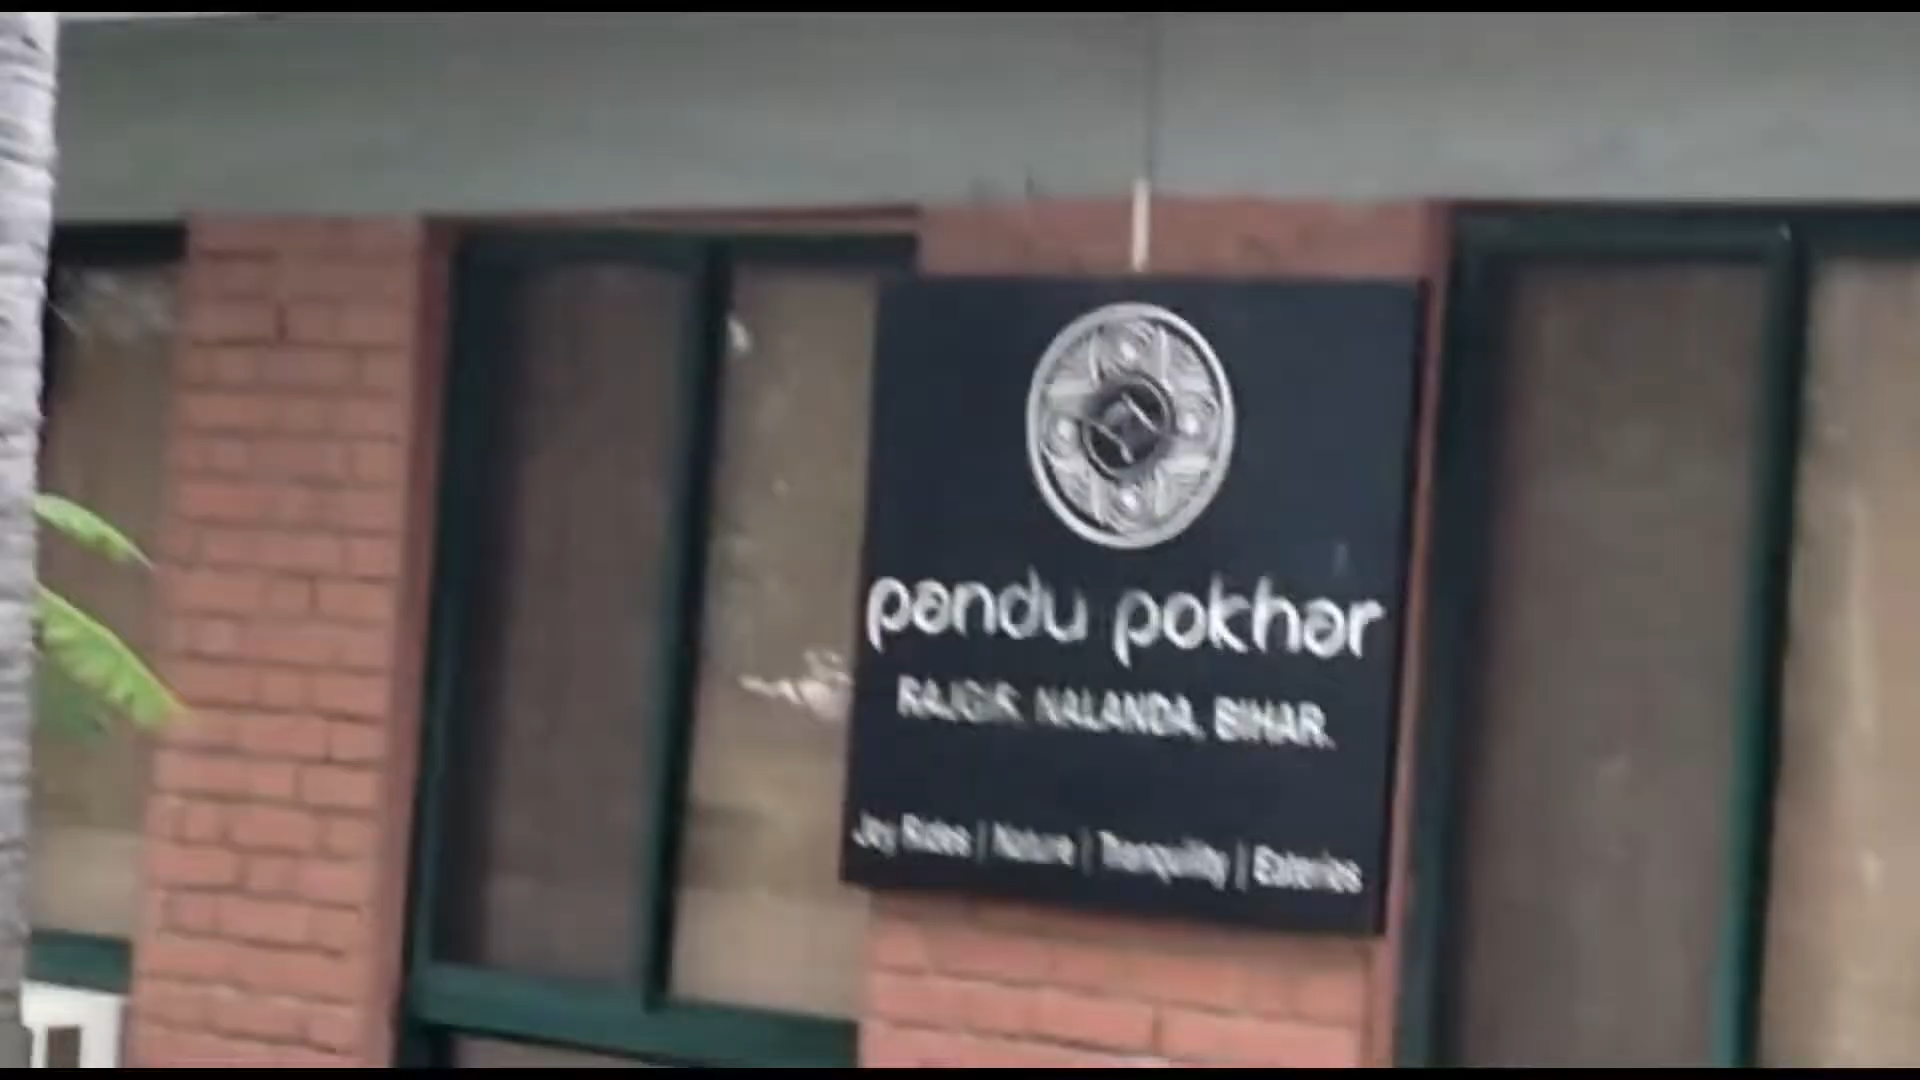 pandu pokhar
RAJGIR. NALANDA. BIHAR.
Joy Rides | Nature | Tranquility | Eateries